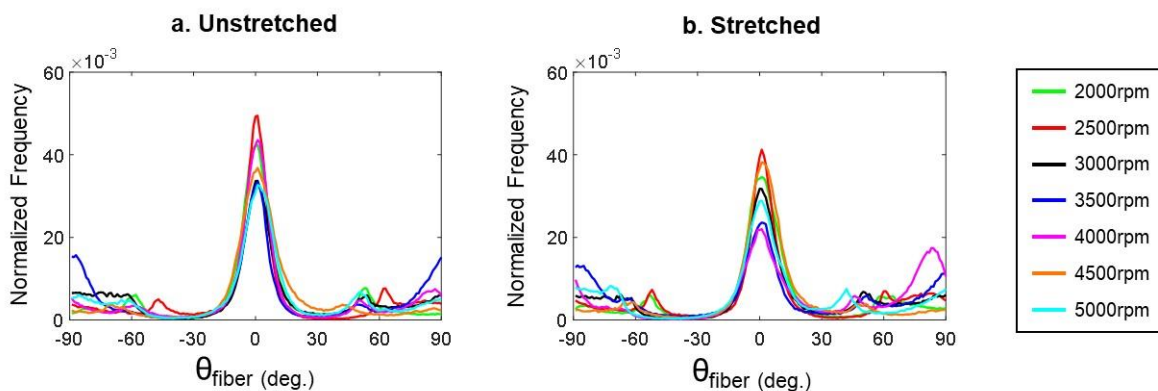 a. Unstretched
×10⁻³
60
40
20
0
-90 -60 -30 0 30 60 90
Normalized Frequency
θfiber (deg.)
b. Stretched
×10⁻³
60
40
20
0
-90 -60 -30 0 30 60 90
Normalized Frequency
θfiber (deg.)
2000rpm
2500rpm
3000rpm
3500rpm
4000rpm
4500rpm
5000rpm